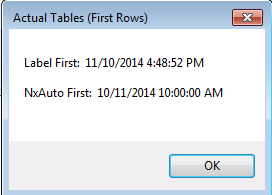 Actual Tables (First Rows)
Label First: 11/10/2014 4:48:52 PM
NxAuto First: 10/11/2014 10:00:00 AM
OK